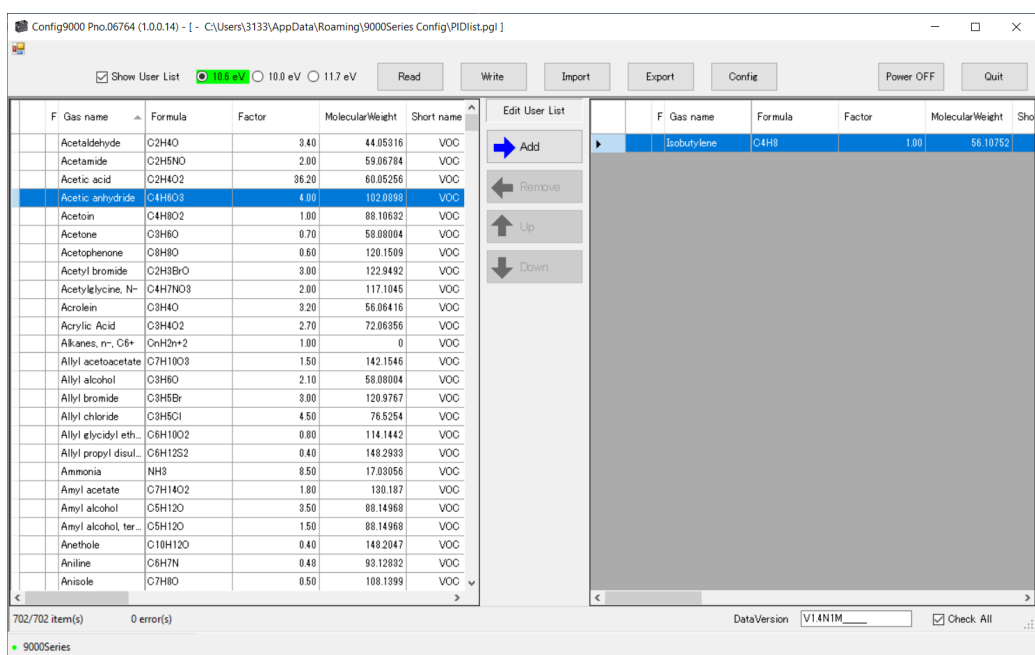 Config9000 Pno.06764 (1.0.0.14) - [ -  C:\Users\3133\AppData\Roaming\9000Series Config\PIDlist.pgl ]
Show User List 10.6 eV 10.0 eV 11.7 eV Read Write Import Export Config Power OFF Quit
F Gas name Formula Factor MolecularWeight Short name
Acetaldehyde C2H4O 3.40 44.05316 VOC
Acetamide C2H5NO 2.00 59.06784 VOC
Acetic acid C2H4O2 36.20 60.05256 VOC
Acetic anhydride C4H6O3 4.00 102.0898 VOC
Acetoin C4H8O2 1.00 88.10632 VOC
Acetone C3H6O 0.70 58.08004 VOC
Acetophenone C8H8O 0.60 120.1509 VOC
Acetyl bromide C2H3BrO 3.00 122.9492 VOC
Acetylglycine, N- C4H7NO3 2.00 117.1045 VOC
Acrolein C3H4O 3.20 56.06416 VOC
Acrylic Acid C3H4O2 2.70 72.06356 VOC
Alkanes, n-, C6+ CnH2n+2 1.00 0 VOC
Allyl acetoacetate C7H10O3 1.50 142.1546 VOC
Allyl alcohol C3H6O 2.10 58.08004 VOC
Allyl bromide C3H5Br 3.00 120.9767 VOC
Allyl chloride C3H5Cl 4.50 76.5254 VOC
Allyl glycidyl eth... C6H10O2 0.80 114.1442 VOC
Allyl propyl disul... C6H12S2 0.40 148.2933 VOC
Ammonia NH3 8.50 17.03056 VOC
Amyl acetate C7H14O2 1.80 130.187 VOC
Amyl alcohol C5H12O 3.50 88.14968 VOC
Amyl alcohol, ter... C5H12O 1.50 88.14968 VOC
Anethole C10H12O 0.40 148.2047 VOC
Aniline C6H7N 0.48 93.12832 VOC
Anisole C7H8O 0.50 108.1399 VOC
Edit User List
Add
Remove
Up
Down
F Gas name Formula Factor MolecularWeight Sho
Isobutylene C4H8 1.00 56.10752
702/702 item(s) 0 error(s) DataVersion V1.4N1M____ Check All
9000Series